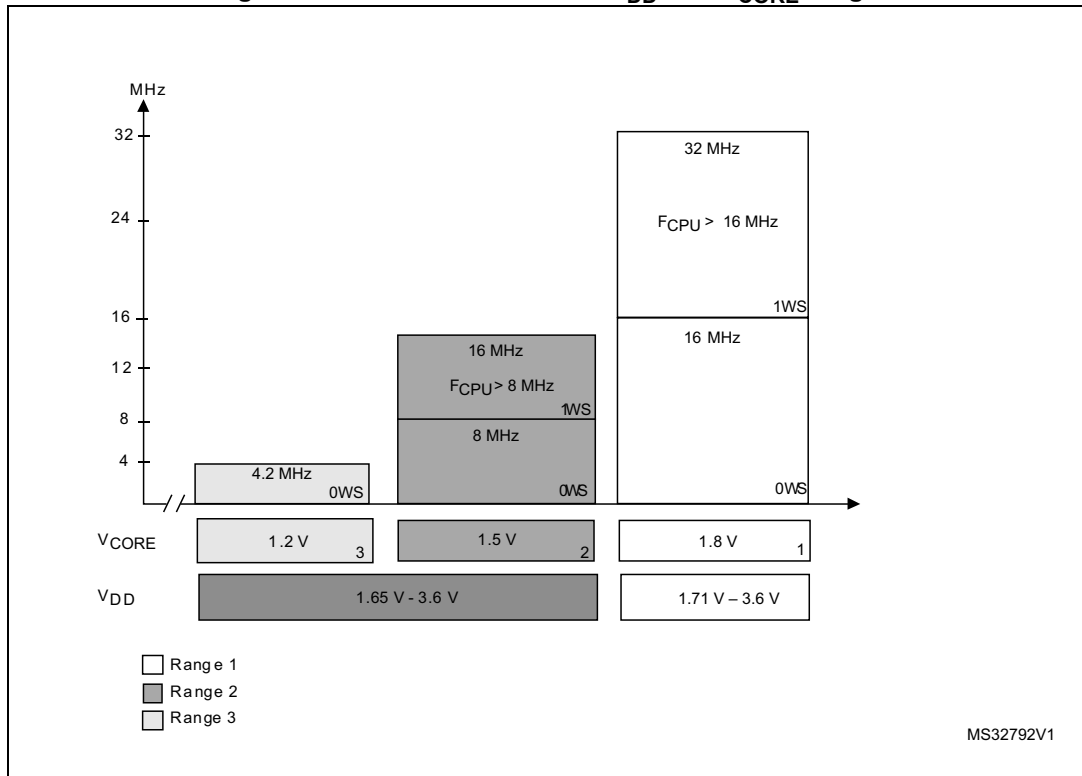 MHz
32
24
16
12
8
4
32 MHz
FCPU > 16 MHz
1WS
16 MHz
0WS
16 MHz
FCPU > 8 MHz
1WS
8 MHz
0WS
4.2 MHz
0WS
VCORE
1.2 V
3
1.5 V
2
1.8 V
1
VDD
1.65 V - 3.6 V
1.71 V – 3.6 V
Range 1
Range 2
Range 3
MS32792V1